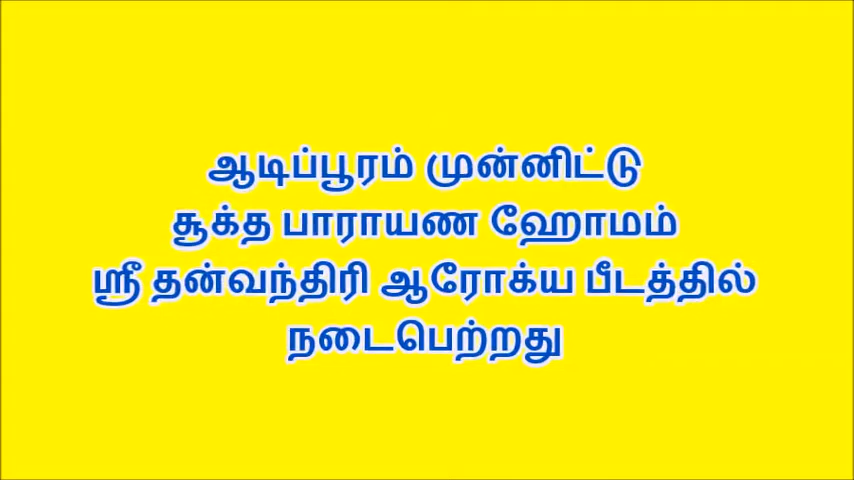 ஆடிப்பூரம் முன்னிட்டு
சூக்த பாராயண ஹோமம்
ஸ்ரீ தன்வந்திரி ஆரோக்ய பீடத்தில்
நடைபெற்றது